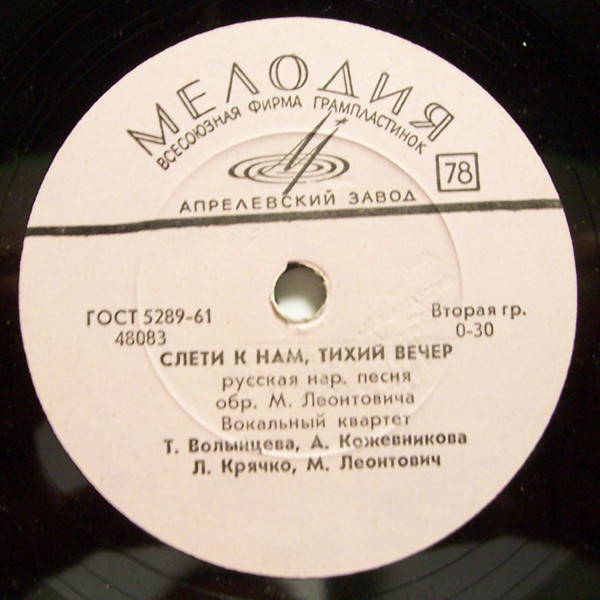 МЕЛОДИЯ
ВСЕСОЮЗНАЯ ФИРМА ГРАМПЛАСТИНОК
78
АПРЕЛЕВСКИЙ ЗАВОД
ГОСТ 5289-61
48083
Вторая гр.
0-30
СЛЕТИ К НАМ, ТИХИЙ ВЕЧЕР
русская нар. песня
обр. М. Леонтовича
Вокальный квартет
Т. Волынцева, А. Кожевникова
Л. Крячко, М. Леонтович